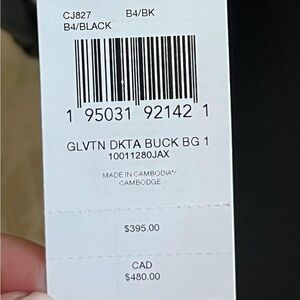 CJ827 B4/BK
B4/BLACK
1 95031 92142 1
GLVTN DKTA BUCK BG 1
10011280JAX
MADE IN CAMBODIA/
CAMBODGE
$395.00
CAD
$480.00